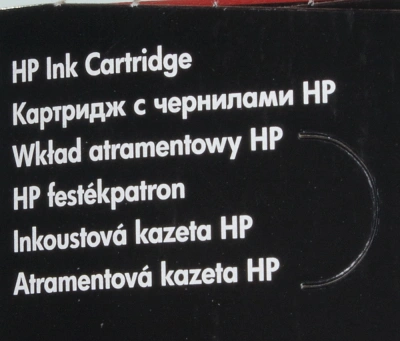 HP Ink Cartridge
Картридж с чернилами HP
Wkład atramentowy HP
HP festékpatron
Inkoustová kazeta HP
Atramentová kazeta HP